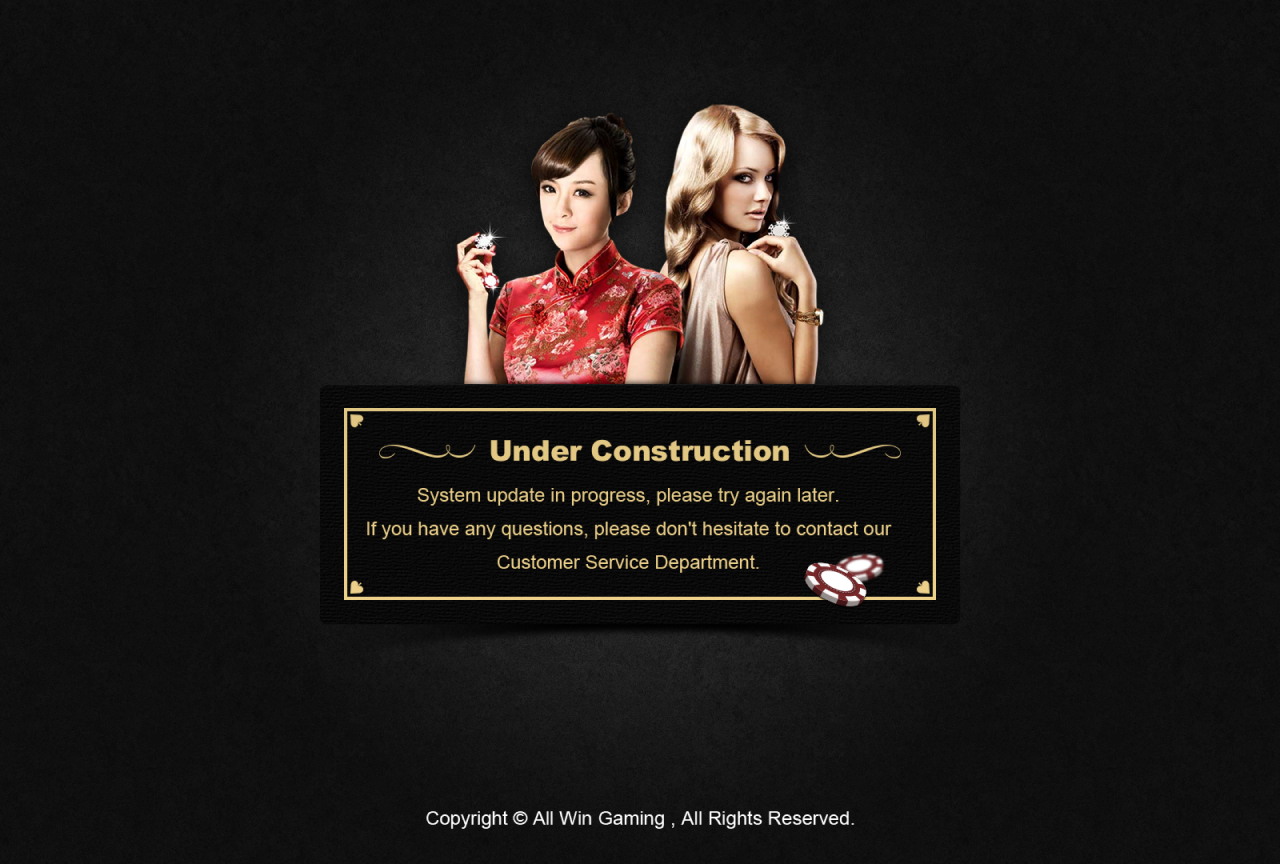 Under Construction
System update in progress, please try again later.
If you have any questions, please don't hesitate to contact our
Customer Service Department.
Copyright © All Win Gaming , All Rights Reserved.